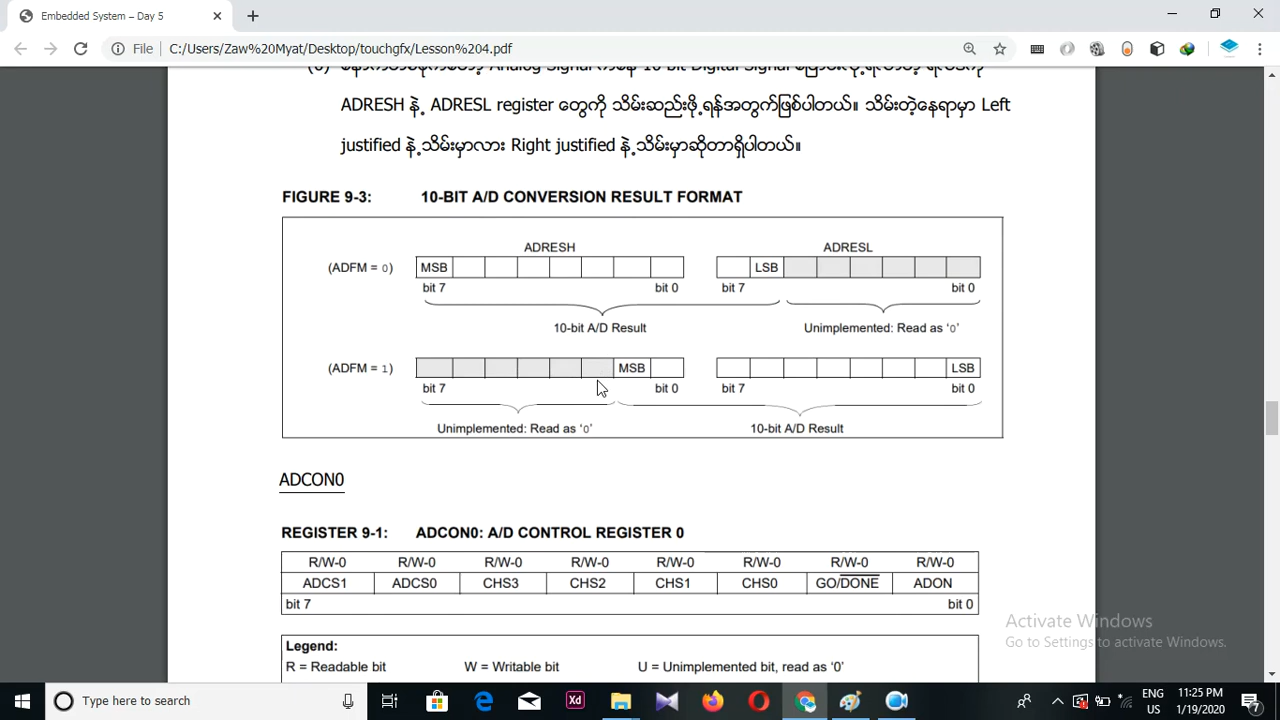 Embedded System – Day 5
File C:/Users/Zaw%20Myat/Desktop/touchgfx/Lesson%204.pdf
Analog Signal 10 bit Digital Signal
ADRESH နဲ့ ADRESL register တွေကို သိမ်းဆည်းဖို့ရန်အတွက်ဖြစ်ပါတယ်။ သိမ်းတဲ့နေရာမှာ Left
justified နဲ့သိမ်းမှာလား Right justified နဲ့သိမ်းမှာဆိုတာရှိပါတယ်။
FIGURE 9-3: 10-BIT A/D CONVERSION RESULT FORMAT
ADRESH ADRESL
(ADFM = 0) MSB LSB
bit 7 bit 0 bit 7 bit 0
10-bit A/D Result Unimplemented: Read as ‘0’
(ADFM = 1) MSB LSB
bit 7 bit 0 bit 7 bit 0
Unimplemented: Read as ‘0’ 10-bit A/D Result
ADCON0
REGISTER 9-1: ADCON0: A/D CONTROL REGISTER 0
R/W-0 R/W-0 R/W-0 R/W-0 R/W-0 R/W-0 R/W-0 R/W-0
ADCS1 ADCS0 CHS3 CHS2 CHS1 CHS0 GO/DONE ADON
bit 7 bit 0
Legend:
R = Readable bit W = Writable bit U = Unimplemented bit, read as ‘0’
Activate Windows
Go to Settings to activate Windows.
Type here to search
Xd
ENG
US
11:25 PM
1/19/2020
7